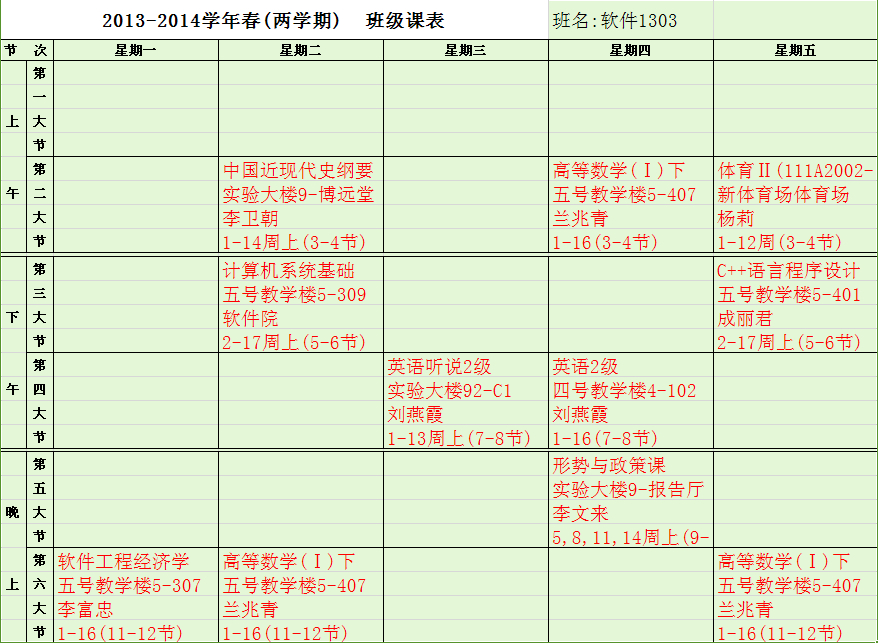 2013-2014学年春(两学期)　班级课表　班名:软件1303
节　次　星期一　星期二　星期三　星期四　星期五
上午
第一大节
第二大节
中国近现代史纲要
实验大楼9-博远堂
李卫朝
1-14周上(3-4节)
高等数学(Ⅰ)下
五号教学楼5-407
兰兆青
1-16(3-4节)
体育Ⅱ(111A2002-
新体育场体育场
杨莉
1-12周(3-4节)
下午
第三大节
计算机系统基础
五号教学楼5-309
软件院
2-17周上(5-6节)
C++语言程序设计
五号教学楼5-401
成丽君
2-17周上(5-6节)
第四大节
英语听说2级
实验大楼92-C1
刘燕霞
1-13周上(7-8节)
英语2级
四号教学楼4-102
刘燕霞
1-16(7-8节)
晚上
第五大节
形势与政策课
实验大楼9-报告厅
李文来
5,8,11,14周上(9-
第六大节
软件工程经济学
五号教学楼5-307
李富忠
1-16(11-12节)
高等数学(Ⅰ)下
五号教学楼5-407
兰兆青
1-16(11-12节)
高等数学(Ⅰ)下
五号教学楼5-407
兰兆青
1-16(11-12节)